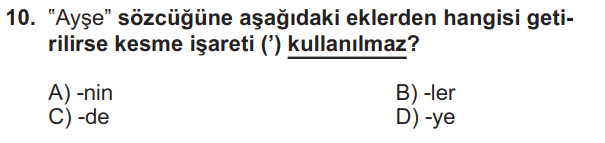 10. "Ayşe" sözcüğüne aşağıdaki eklerden hangisi geti-
rilirse kesme işareti (’) kullanılmaz?
A) -nin B) -ler
C) -de D) -ye